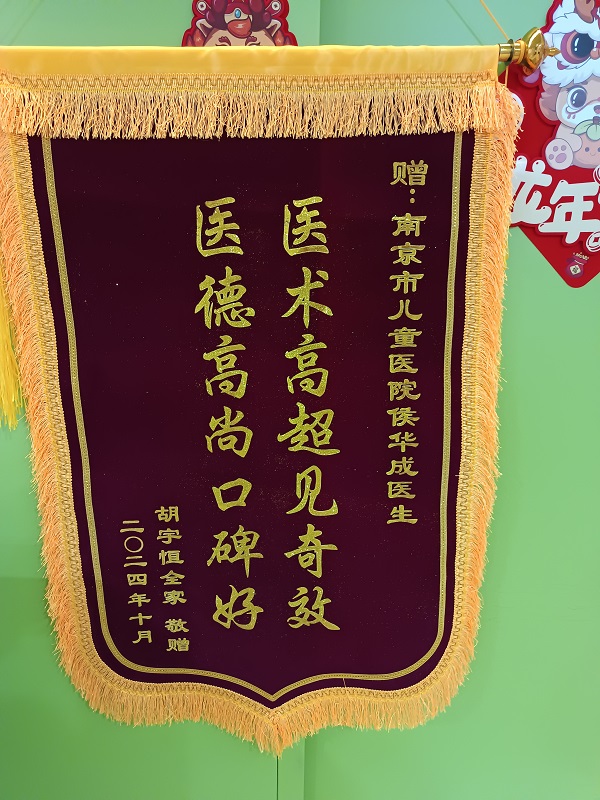 赠：南京市儿童医院侯华成医生
医术高超见奇效
医德高尚口碑好
胡宇恒全家 敬赠
二〇二四年十月
龙年